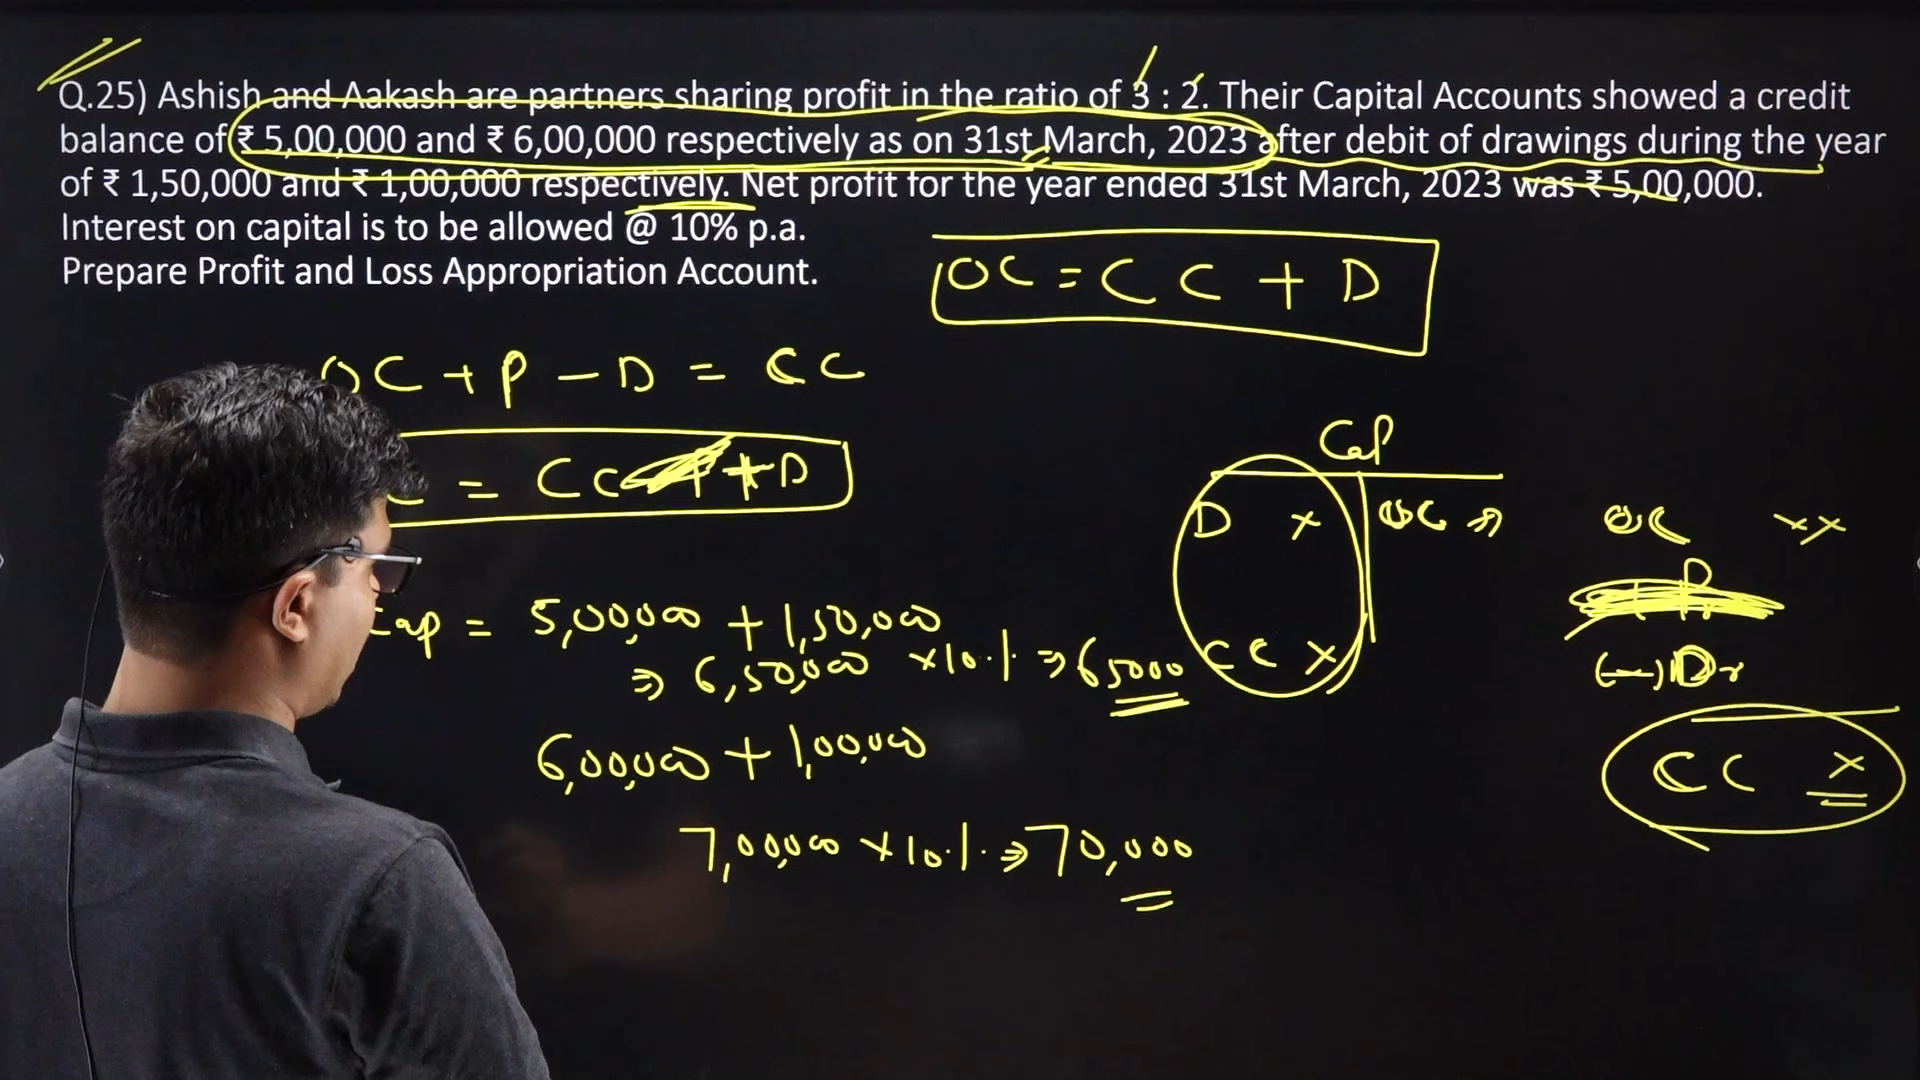 Q.25) Ashish and Aakash are partners sharing profit in the ratio of 3 : 2. Their Capital Accounts showed a credit
balance of ₹ 5,00,000 and ₹ 6,00,000 respectively as on 31st March, 2023 after debit of drawings during the year
of ₹ 1,50,000 and ₹ 1,00,000 respectively. Net profit for the year ended 31st March, 2023 was ₹ 5,00,000.
Interest on capital is to be allowed @ 10% p.a.
Prepare Profit and Loss Appropriation Account.
OC = CC + D
OC + P - D = CC
C = CC + D
Cap
D x OC ⇒
CC x
OC xx
(-) Dr
CC x
Cap = 5,00,000 + 1,50,000
⇒ 6,50,000 x 10% ⇒ 65000
6,00,000 + 1,00,000
7,00,000 x 10% ⇒ 70,000